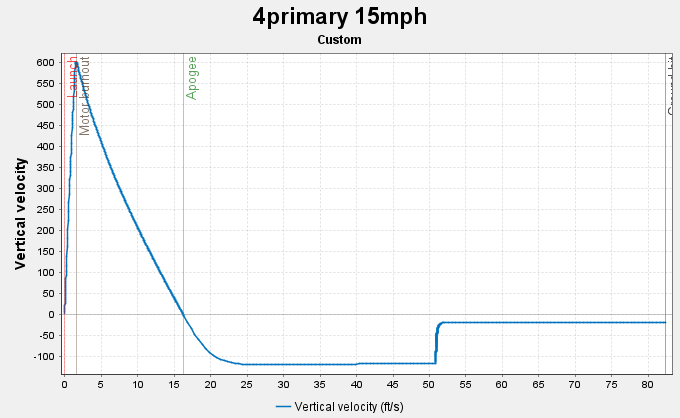 4primary 15mph
Custom
Launch
Motor burnout
Apogee
Vertical velocity
600
550
500
450
400
350
300
250
200
150
100
50
0
-50
-100
0 5 10 15 20 25 30 35 40 45 50 55 60 65 70 75 80
Vertical velocity (ft/s)